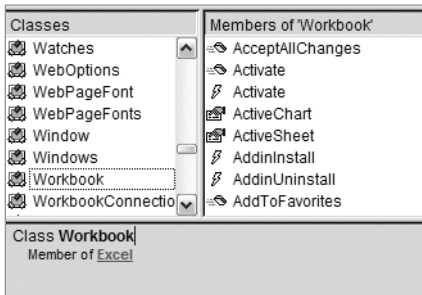 Classes
Watches
WebOptions
WebPageFont
WebPageFonts
Window
Windows
Workbook
WorkbookConnectio
Members of 'Workbook'
AcceptAllChanges
Activate
Activate
ActiveChart
ActiveSheet
AddinInstall
AddinUninstall
AddToFavorites
Class Workbook
Member of Excel